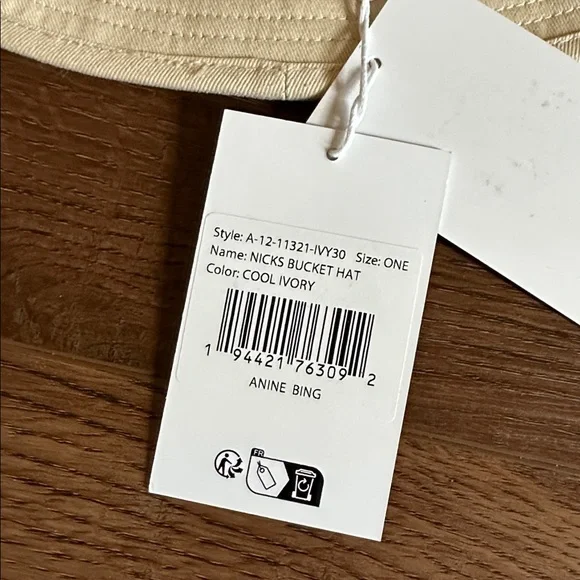 Style: A-12-11321-IVY30 Size: ONE
Name: NICKS BUCKET HAT
Color: COOL IVORY
1 94421 76309 2
ANINE BING
FR